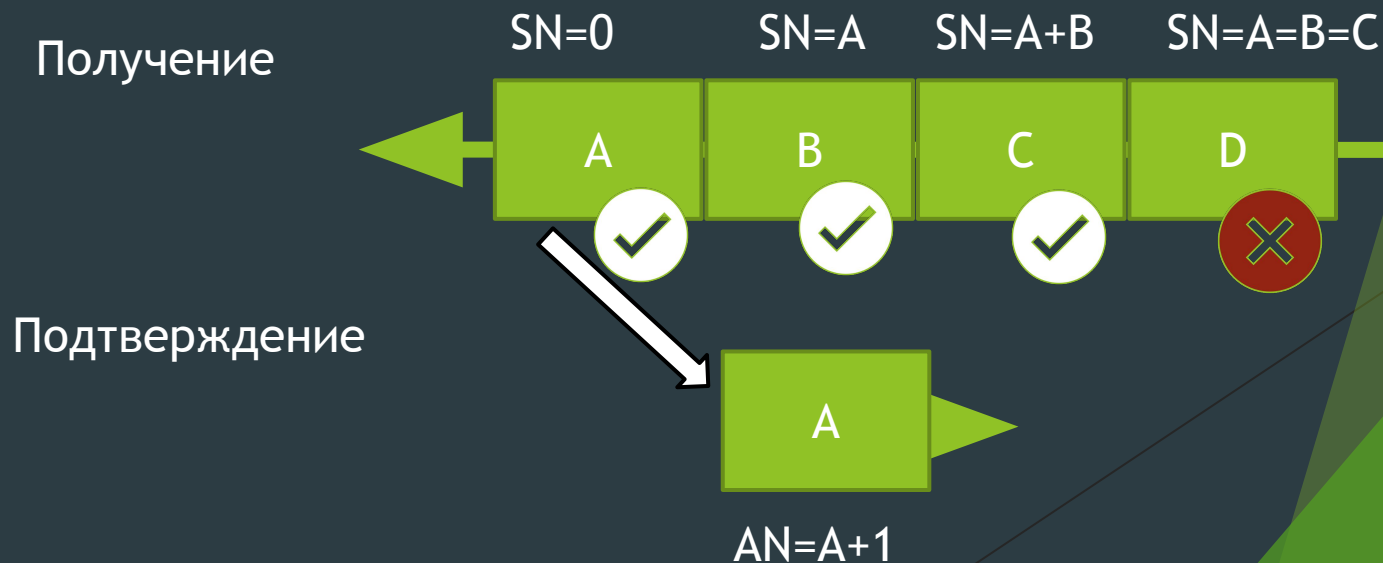 Получение
SN=0
SN=A
SN=A+B
SN=A=B=C
A
B
C
D
Подтверждение
A
AN=A+1